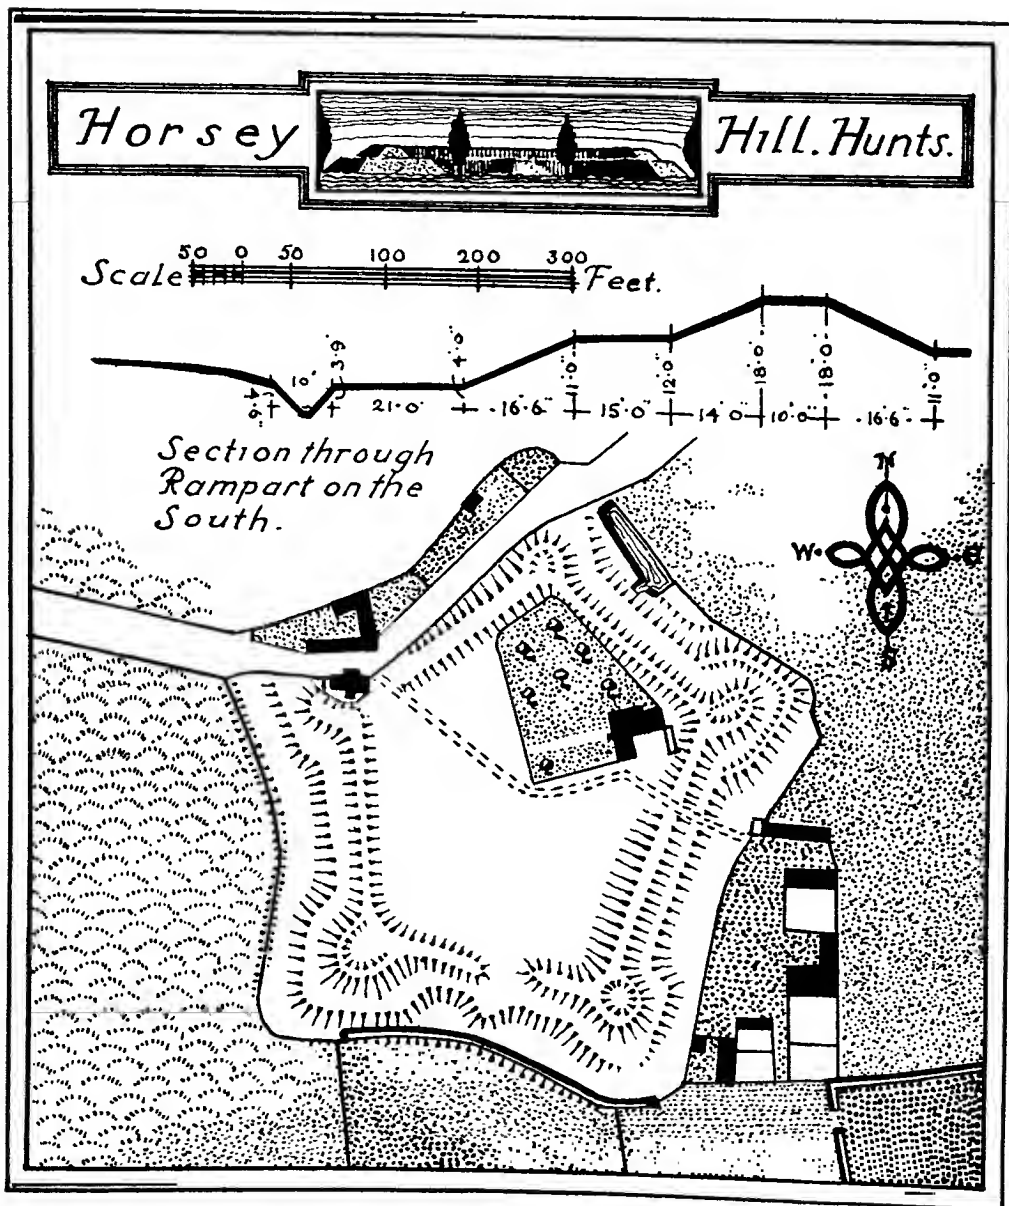 Horsey Hill. Hunts.
50 0 50 100 200 300
Scale Feet.
10'
3.9
4'.0"
11'.0"
12'.0"
18'.0"
18'.0"
11'.0"
21'.0" 16'.6" 15'.0" 14'.0" 10'.0" 16'.6"
Section through
Rampart on the
South.
N
W E
S